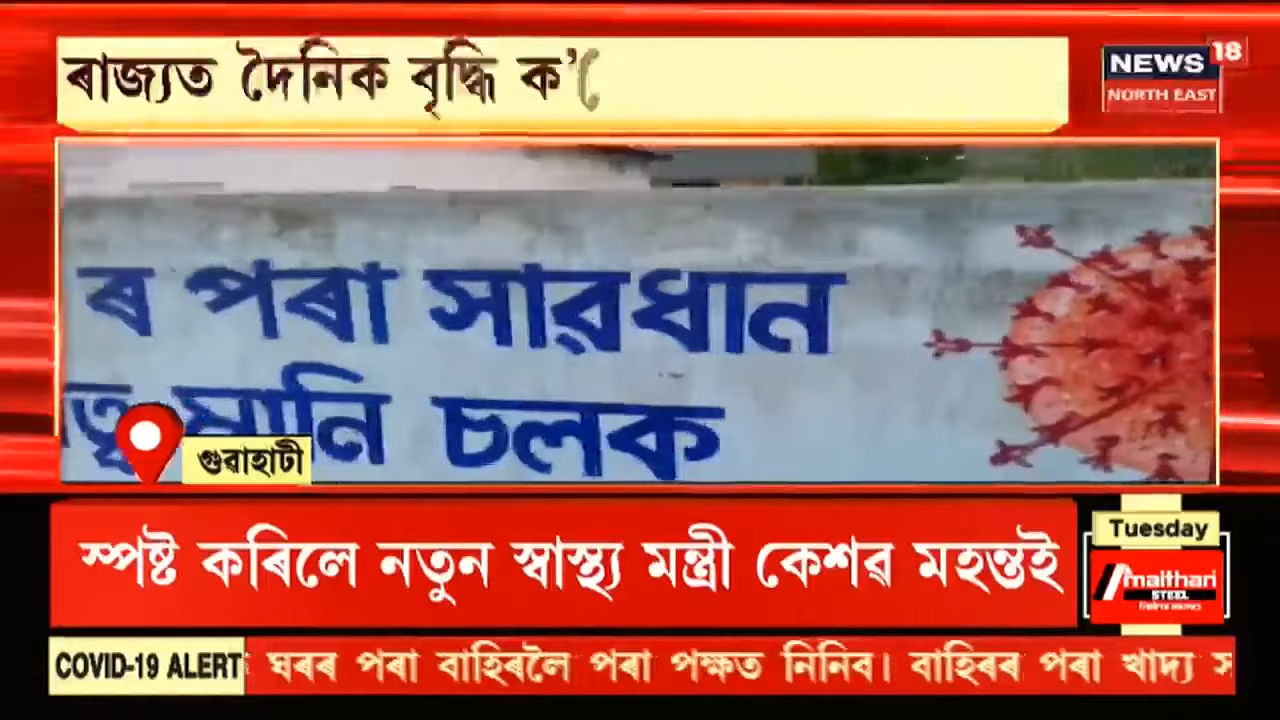 ৰাজ্যত দৈনিক বৃদ্ধি ক'
NEWS 18
NORTH EAST
ৰ পৰা সাৱধান
মানি চলক
গুৱাহাটী
স্পষ্ট কৰিলে নতুন স্বাস্থ্য মন্ত্ৰী কেশৱ মহন্তই
Tuesday
amalthari
STEEL
COVID-19 ALERT ঘৰৰ পৰা বাহিৰলৈ পৰা পক্ষত নিনিব। বাহিৰৰ পৰা খাদ্য স